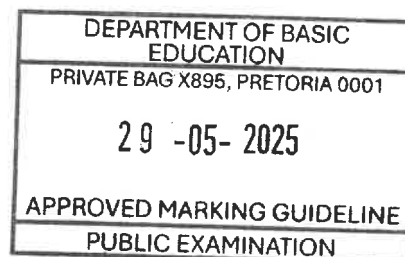 DEPARTMENT OF BASIC
EDUCATION
PRIVATE BAG X895, PRETORIA 0001
29 -05- 2025
APPROVED MARKING GUIDELINE
PUBLIC EXAMINATION